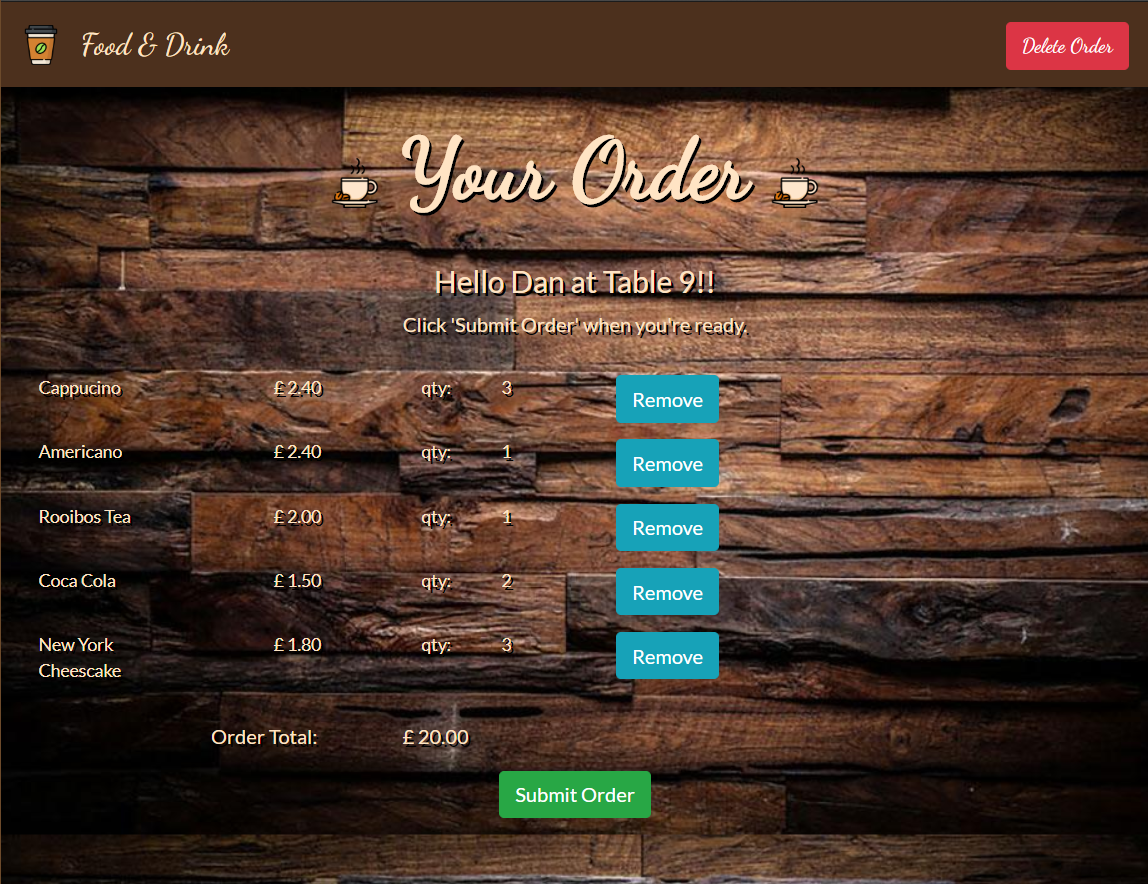 Food & Drink
Delete Order
Your Order
Hello Dan at Table 9!!
Click 'Submit Order' when you're ready.
Cappucino £ 2.40 qty: 3 Remove
Americano £ 2.40 qty: 1 Remove
Rooibos Tea £ 2.00 qty: 1 Remove
Coca Cola £ 1.50 qty: 2 Remove
New York £ 1.80 qty: 3 Remove
Cheescake
Order Total: £ 20.00
Submit Order